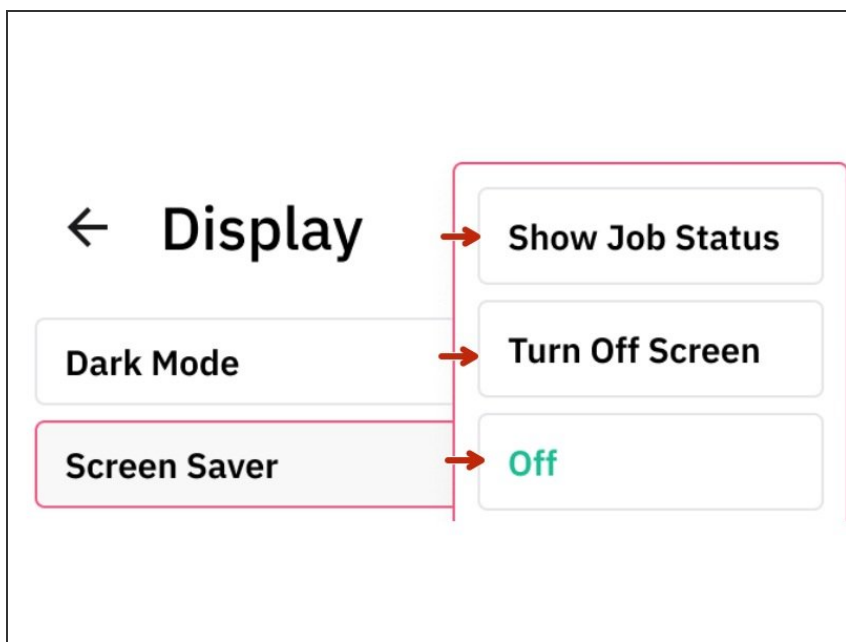 Display
Dark Mode
Screen Saver
Show Job Status
Turn Off Screen
Off